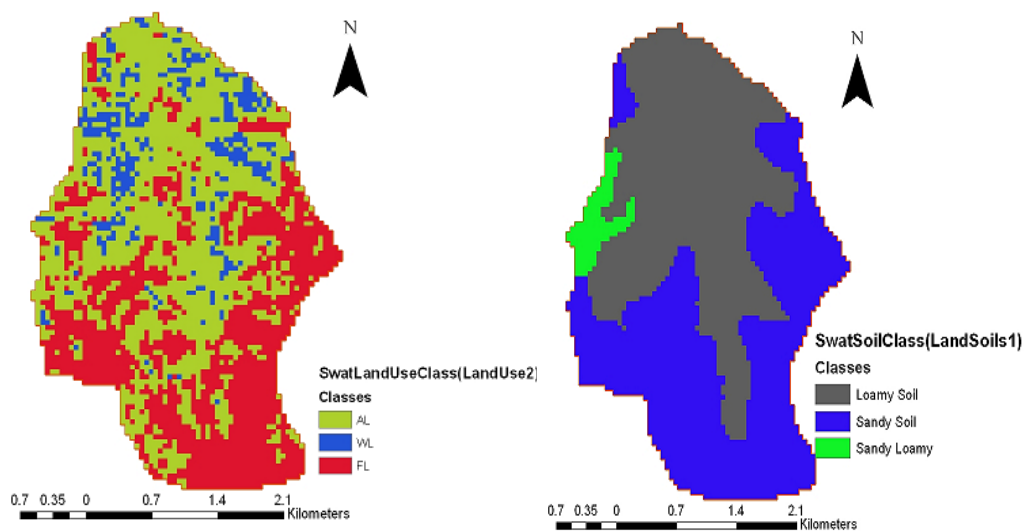 N
SwatLandUseClass(LandUse2)
Classes
AL
WL
FL
0.7 0.35 0 0.7 1.4 2.1
Kilometers
N
SwatSoilClass(LandSoils1)
Classes
Loamy Soil
Sandy Soil
Sandy Loamy
0.7 0.35 0 0.7 1.4 2.1
Kilometers